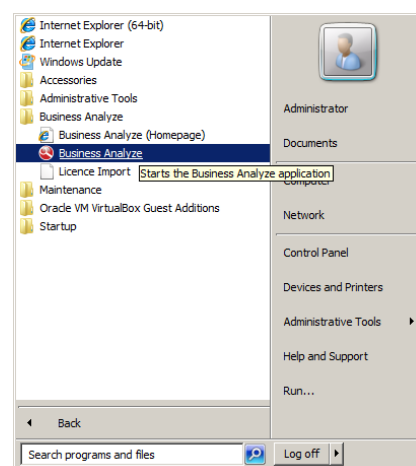 Internet Explorer (64-bit)
Internet Explorer
Windows Update
Accessories
Administrative Tools
Business Analyze
Business Analyze (Homepage)
Business Analyze
Licence Import
Starts the Business Analyze application
Maintenance
Oracle VM VirtualBox Guest Additions
Startup
Back
Search programs and files
Administrator
Documents
Computer
Network
Control Panel
Devices and Printers
Administrative Tools
Help and Support
Run...
Log off